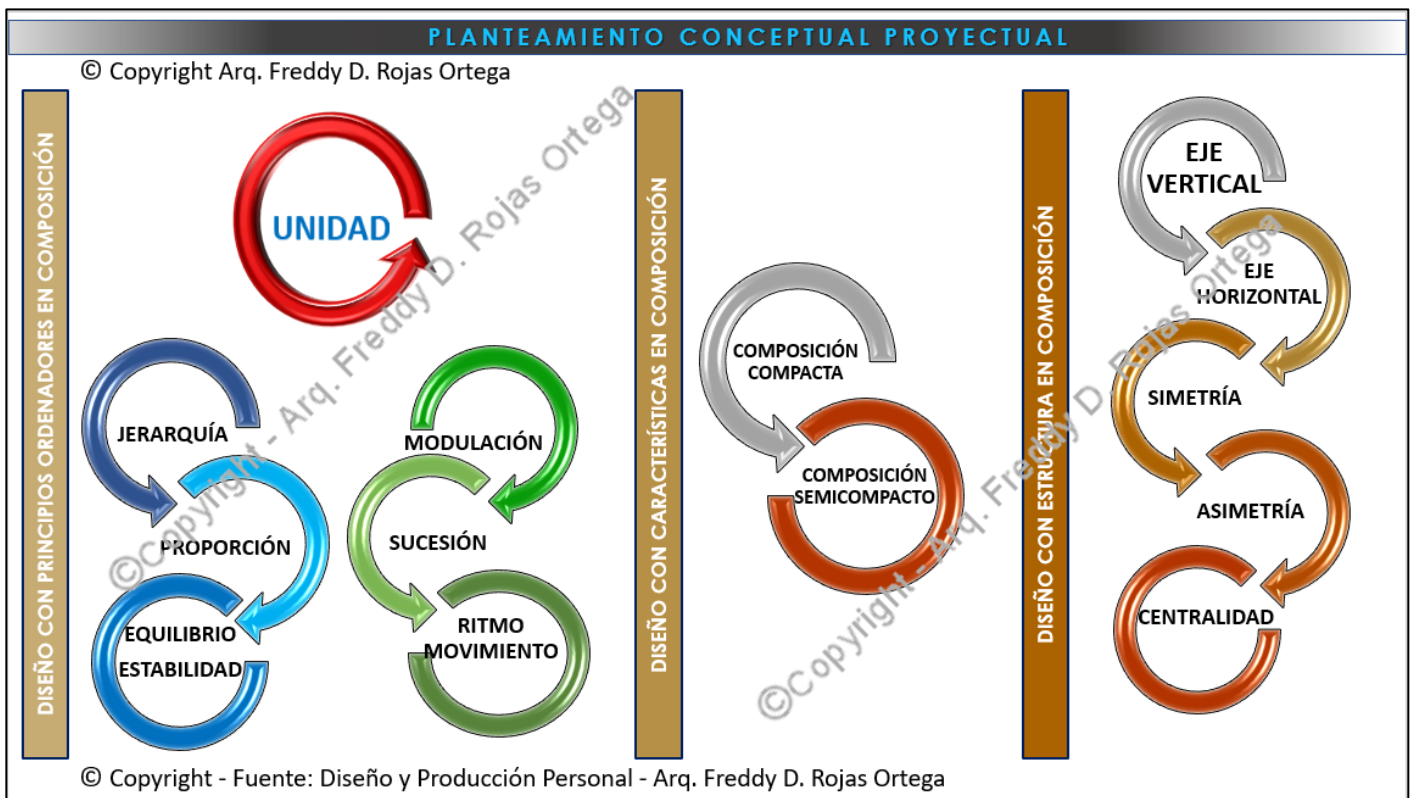 PLANTEAMIENTO CONCEPTUAL PROYECTUAL
© Copyright Arq. Freddy D. Rojas Ortega
DISEÑO CON PRINCIPIOS ORDENADORES EN COMPOSICIÓN
UNIDAD
JERARQUÍA
PROPORCIÓN
EQUILIBRIO
ESTABILIDAD
MODULACIÓN
SUCESIÓN
RITMO
MOVIMIENTO
©Copyright - Arq. Freddy D. Rojas Ortega
DISEÑO CON CARACTERÍSTICAS EN COMPOSICIÓN
COMPOSICIÓN
COMPACTA
COMPOSICIÓN
SEMICOMPACTO
©Copyright - Arq. Freddy D. Rojas Ortega
DISEÑO CON ESTRUCTURA EN COMPOSICIÓN
EJE
VERTICAL
EJE
HORIZONTAL
SIMETRÍA
ASIMETRÍA
CENTRALIDAD
© Copyright - Fuente: Diseño y Producción Personal - Arq. Freddy D. Rojas Ortega